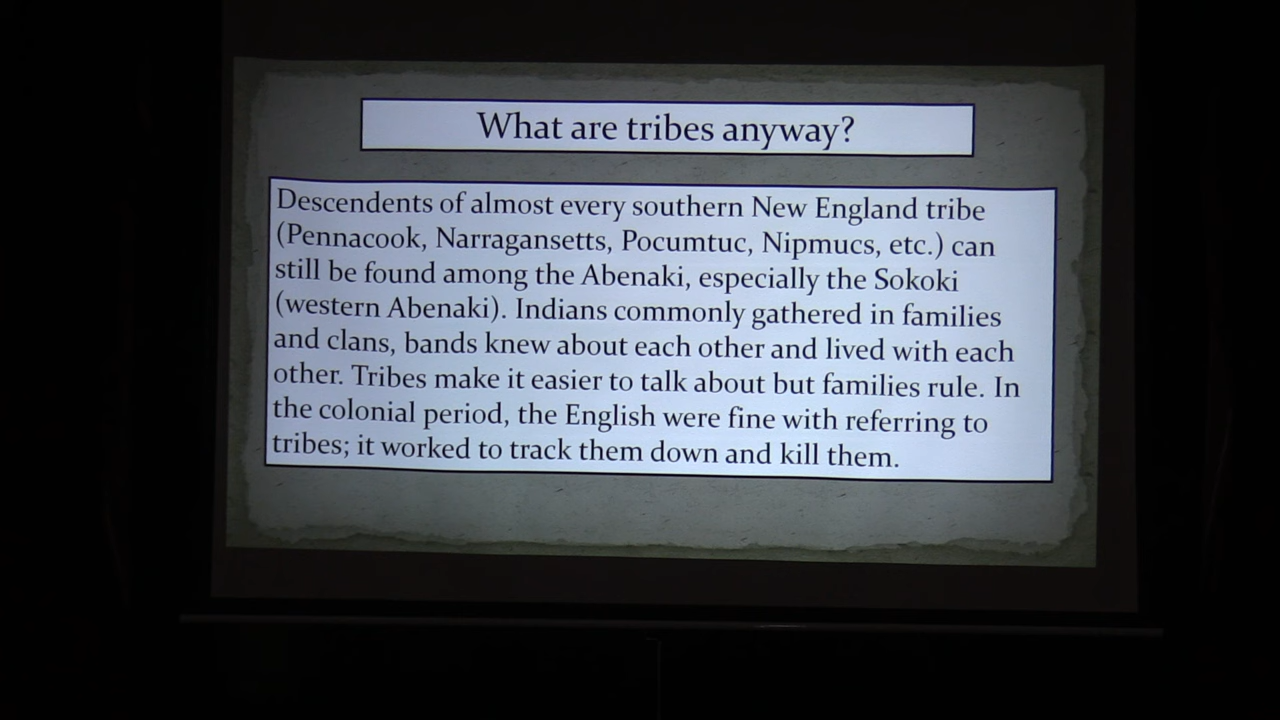 What are tribes anyway?
Descendents of almost every southern New England tribe
(Pennacook, Narragansetts, Pocumtuc, Nipmucs, etc.) can
still be found among the Abenaki, especially the Sokoki
(western Abenaki). Indians commonly gathered in families
and clans, bands knew about each other and lived with each
other. Tribes make it easier to talk about but families rule. In
the colonial period, the English were fine with referring to
tribes; it worked to track them down and kill them.